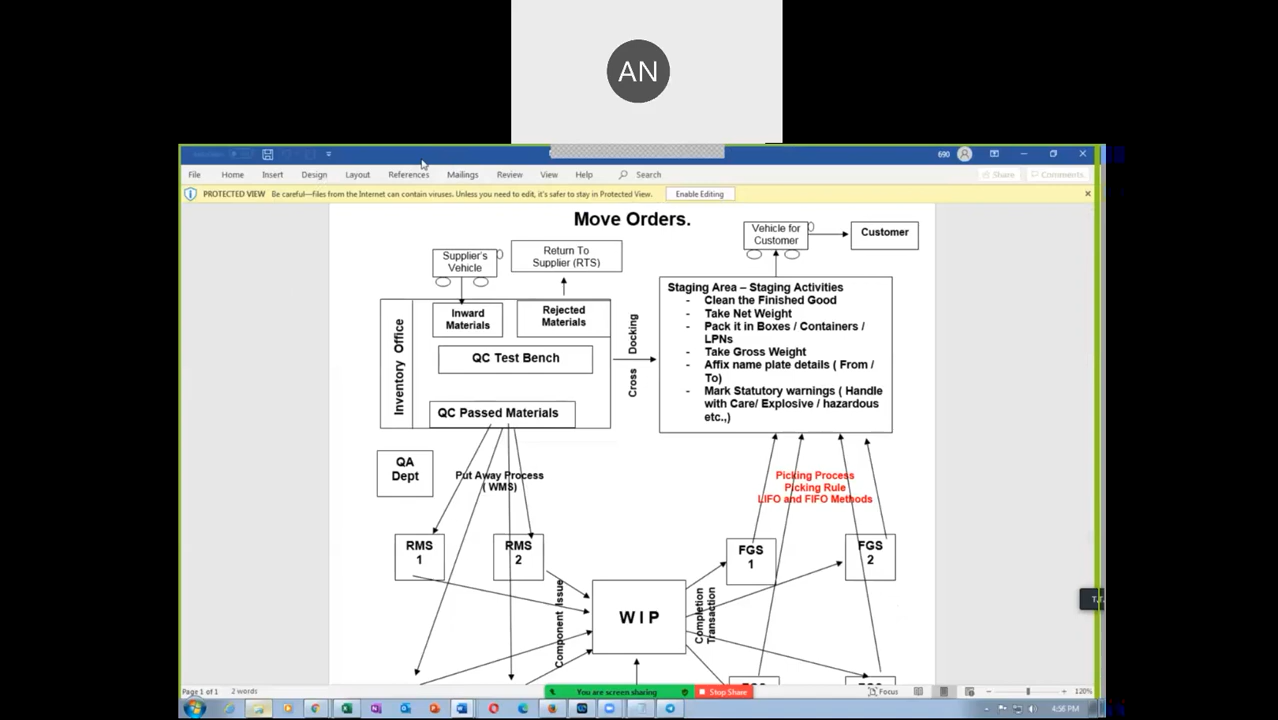 AN
690
File
Home
Insert
Design
Layout
References
Mailings
Review
View
Help
Search
Share
Comments
PROTECTED VIEW Be careful—files from the Internet can contain viruses. Unless you need to edit, it's safer to stay in Protected View.
Enable Editing
Move Orders.
Supplier's
Vehicle
Return To
Supplier (RTS)
Vehicle for
Customer
Customer
Inventory Office
Inward
Materials
Rejected
Materials
QC Test Bench
QC Passed Materials
Cross Docking
Staging Area – Staging Activities
- Clean the Finished Good
- Take Net Weight
- Pack it in Boxes / Containers /
LPNs
- Take Gross Weight
- Affix name plate details ( From /
To)
- Mark Statutory warnings ( Handle
with Care/ Explosive / hazardous
etc.,)
QA
Dept
Put Away Process
( WMS)
Picking Process
Picking Rule
LIFO and FIFO Methods
RMS
1
RMS
2
FGS
1
FGS
2
Component Issue
W I P
Completion
Transaction
Page 1 of 1
2 words
You are screen sharing
Stop Share
Focus
120%
4:56 PM